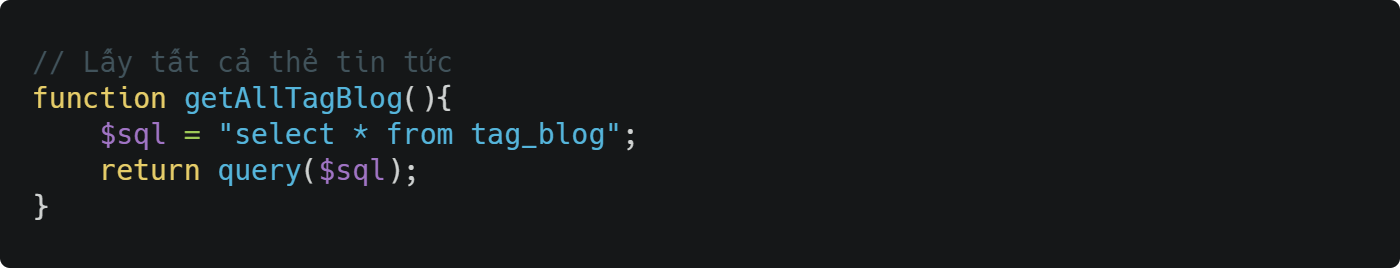 // Lấy tất cả thẻ tin tức
function getAllTagBlog(){
    $sql = "select * from tag_blog";
    return query($sql);
}